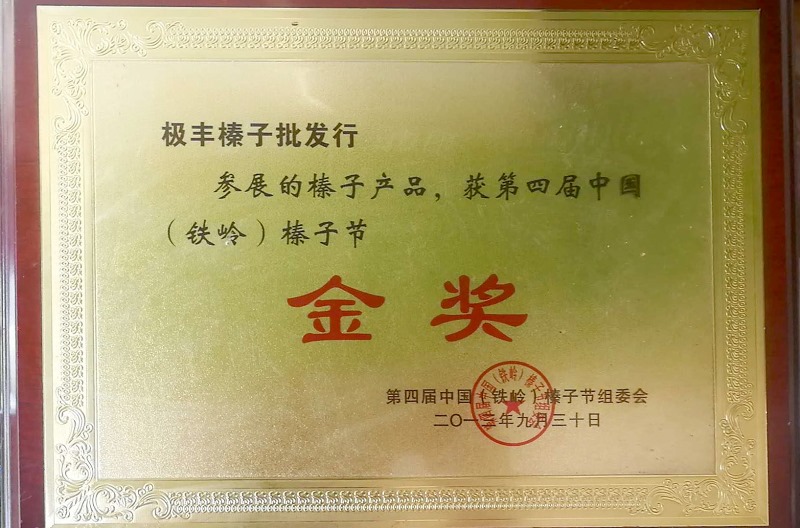 极丰榛子批发行
参展的榛子产品，获第四届中国
（铁岭）榛子节
金奖
第四届中国（铁岭）榛子节组委会
二〇一三年九月三十日